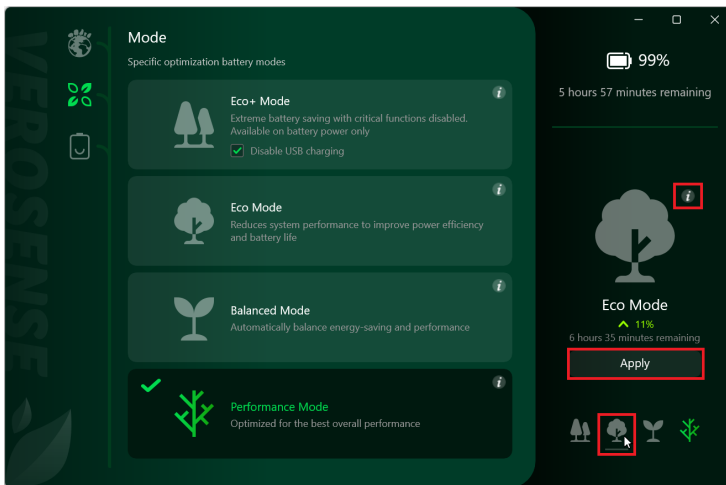 VEROSENSE
Mode
Specific optimization battery modes
Eco+ Mode
Extreme battery saving with critical functions disabled.
Available on battery power only
Disable USB charging
Eco Mode
Reduces system performance to improve power efficiency
and battery life
Balanced Mode
Automatically balance energy-saving and performance
Performance Mode
Optimized for the best overall performance
99%
5 hours 57 minutes remaining
Eco Mode
11%
6 hours 35 minutes remaining
Apply